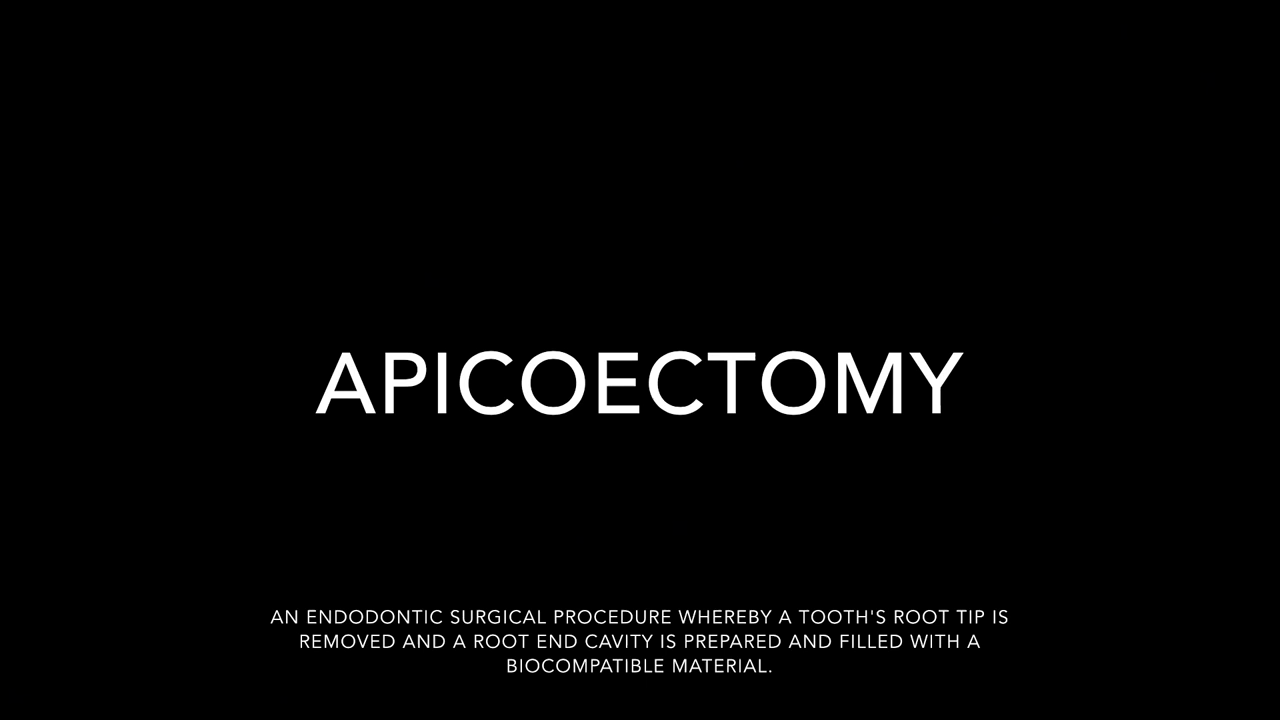 APICOECTOMY
AN ENDODONTIC SURGICAL PROCEDURE WHEREBY A TOOTH'S ROOT TIP IS
REMOVED AND A ROOT END CAVITY IS PREPARED AND FILLED WITH A
BIOCOMPATIBLE MATERIAL.